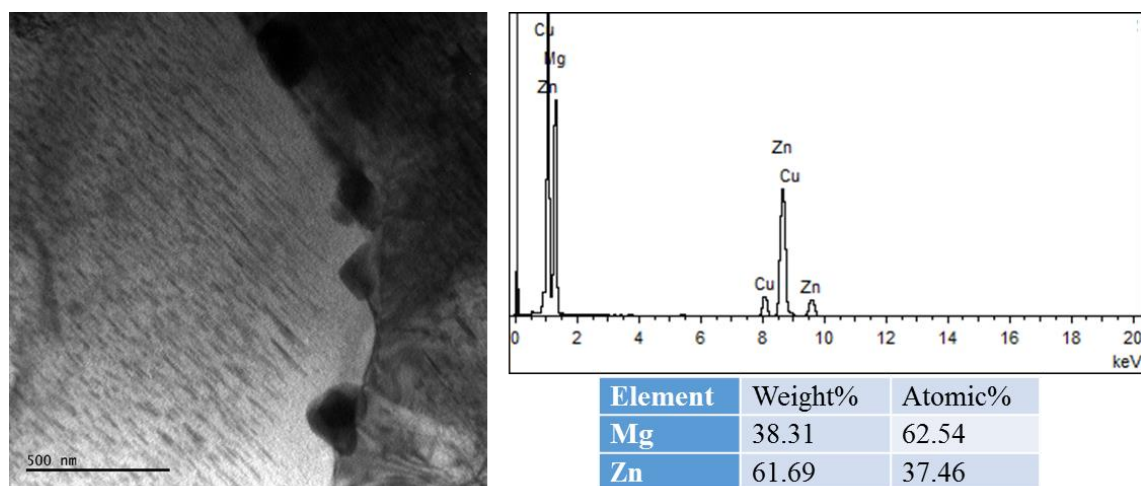 500 nm
Cu
Mg
Zn
Zn
Cu
Cu
Zn
0 2 4 6 8 10 12 14 16 18 20
keV
Element Weight% Atomic%
Mg 38.31 62.54
Zn 61.69 37.46